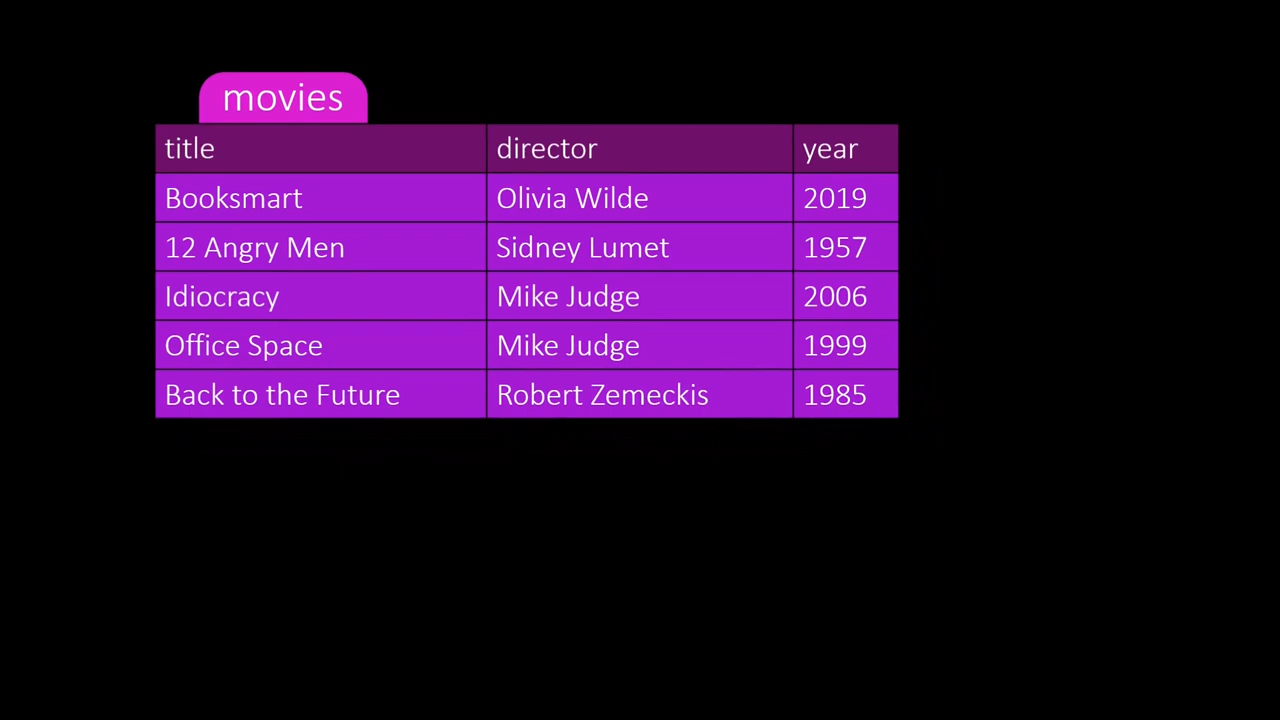 movies
title director year
Booksmart Olivia Wilde 2019
12 Angry Men Sidney Lumet 1957
Idiocracy Mike Judge 2006
Office Space Mike Judge 1999
Back to the Future Robert Zemeckis 1985